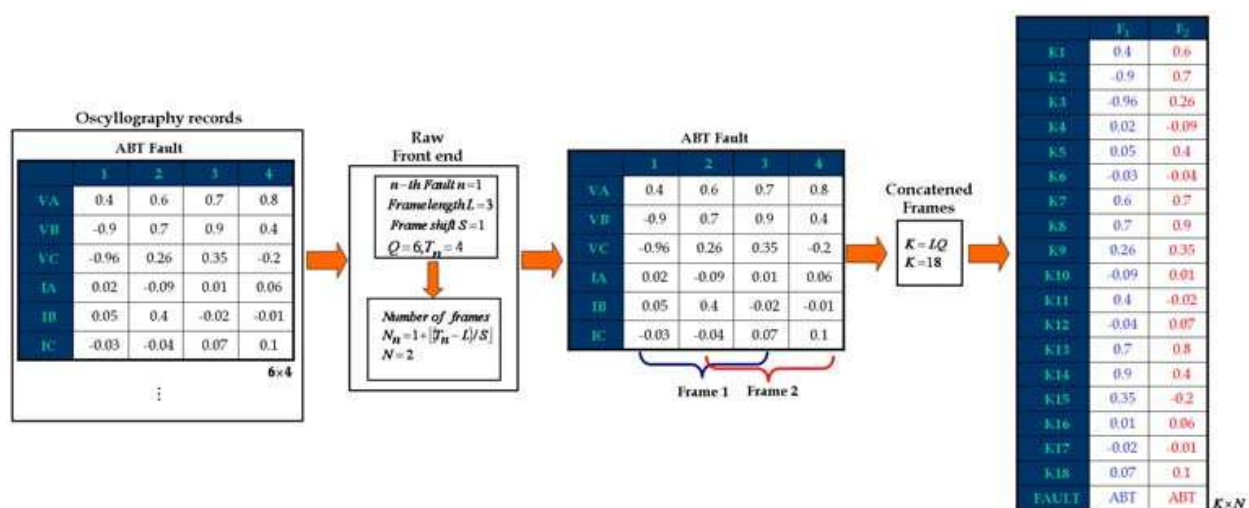 Oscyllography records
ABT Fault
1 2 3 4
VA 0.4 0.6 0.7 0.8
VB -0.9 0.7 0.9 0.4
VC -0.96 0.26 0.35 -0.2
IA 0.02 -0.09 0.01 0.06
IB 0.05 0.4 -0.02 -0.01
IC -0.03 -0.04 0.07 0.1
6×4
⋮
Raw
Front end
n-th Fault n=1
Frame length L=3
Frame shift S=1
Q=6, T_n=4
Number of frames
N_n=1+⌊(T_n−L)/S⌋
N=2
ABT Fault
1 2 3 4
VA 0.4 0.6 0.7 0.8
VB -0.9 0.7 0.9 0.4
VC -0.96 0.26 0.35 -0.2
IA 0.02 -0.09 0.01 0.06
IB 0.05 0.4 -0.02 -0.01
IC -0.03 -0.04 0.07 0.1
Frame 1 Frame 2
Concatened
Frames
K=LQ
K=18
F₁ F₂
K1 0.4 0.6
K2 -0.9 0.7
K3 -0.96 0.26
K4 0.02 -0.09
K5 0.05 0.4
K6 -0.03 -0.04
K7 0.6 0.7
K8 0.7 0.9
K9 0.26 0.35
K10 -0.09 0.01
K11 0.4 -0.02
K12 -0.04 0.07
K13 0.7 0.8
K14 0.9 0.4
K15 0.35 -0.2
K16 0.01 0.06
K17 -0.02 -0.01
K18 0.07 0.1
FAULT ABT ABT
K×N